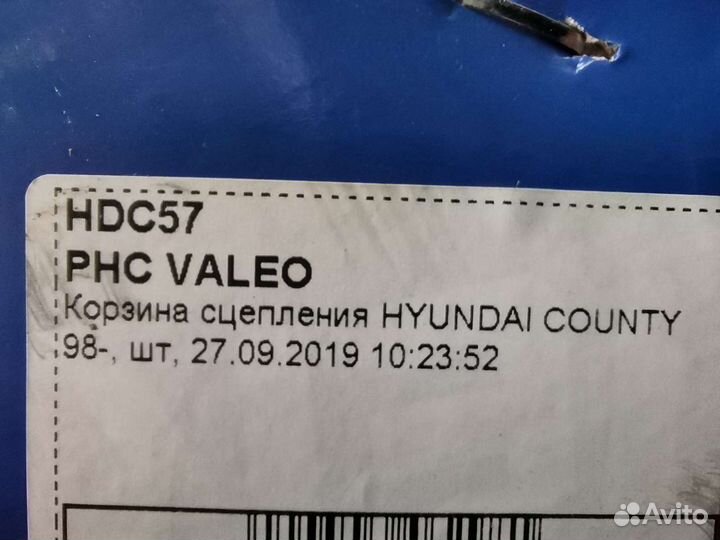 HDC57
PHC VALEO
Корзина сцепления HYUNDAI COUNTY
98-, шт, 27.09.2019 10:23:52
Avito